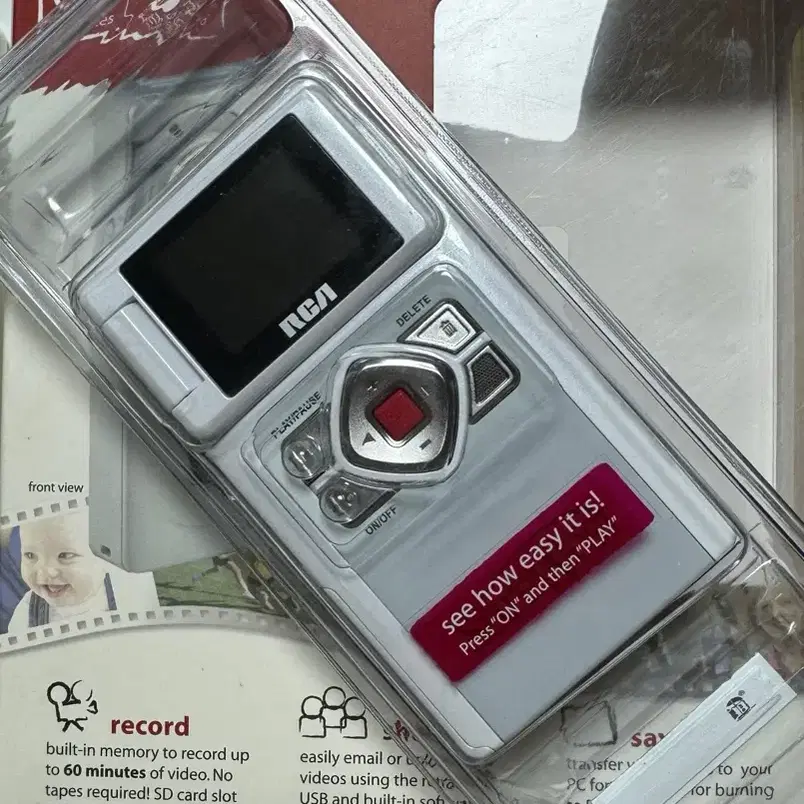 RCA
DELETE
PLAY/PAUSE
ON/OFF
see how easy it is!
Press "ON" and then "PLAY"
front view
record
built-in memory to record up
to 60 minutes of video. No
tapes required! SD card slot
easily email or
videos using the
USB and built-in
transfer
to your
PC for
for burning